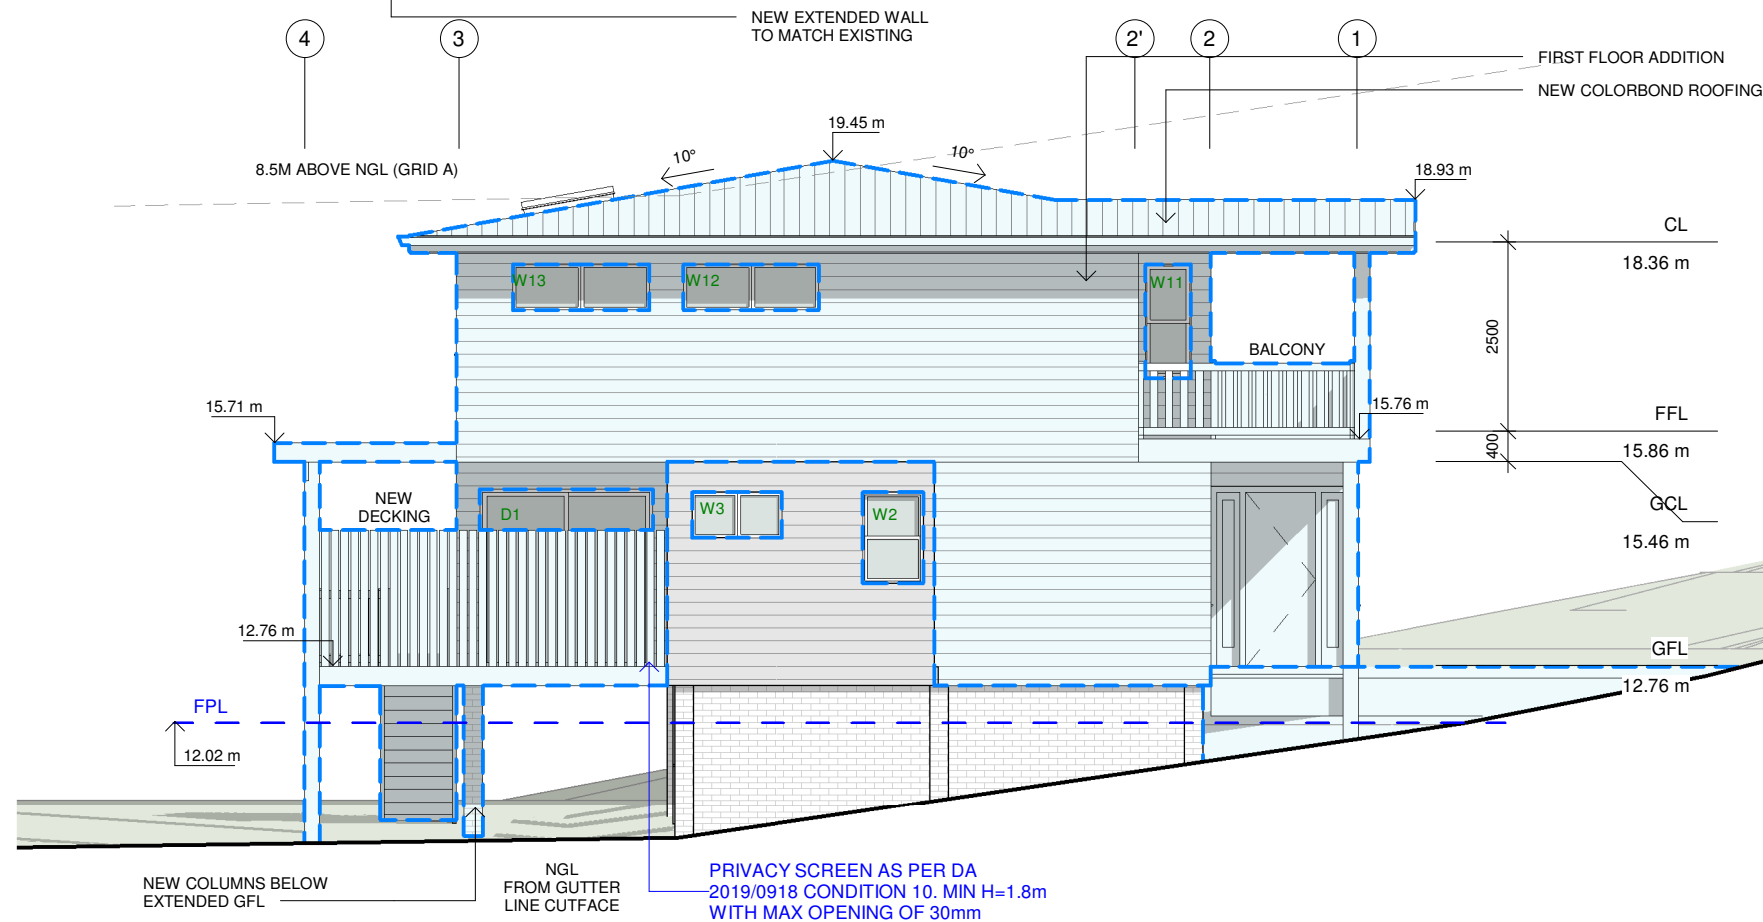 NEW EXTENDED WALL
TO MATCH EXISTING
4
3
2'
2
1
FIRST FLOOR ADDITION
NEW COLORBOND ROOFING
19.45 m
8.5M ABOVE NGL (GRID A)
10°
10°
18.93 m
CL
18.36 m
W13
W12
W11
2500
BALCONY
15.71 m
15.76 m
FFL
15.86 m
400
NEW
DECKING
D1
W3
W2
GCL
15.46 m
12.76 m
GFL
12.76 m
FPL
12.02 m
NEW COLUMNS BELOW
EXTENDED GFL
NGL
FROM GUTTER
LINE CUTFACE
PRIVACY SCREEN AS PER DA
2019/0918 CONDITION 10. MIN H=1.8m
WITH MAX OPENING OF 30mm